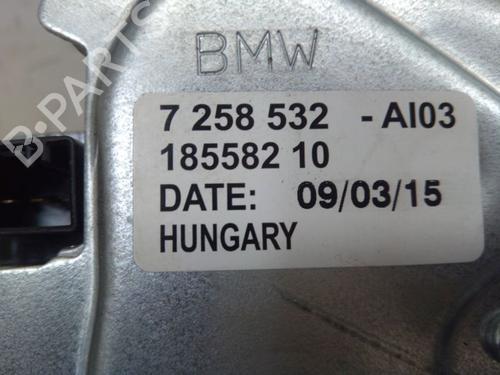 B-PARTS
BMW
7 258 532 - AI03
185582 10
DATE: 09/03/15
HUNGARY